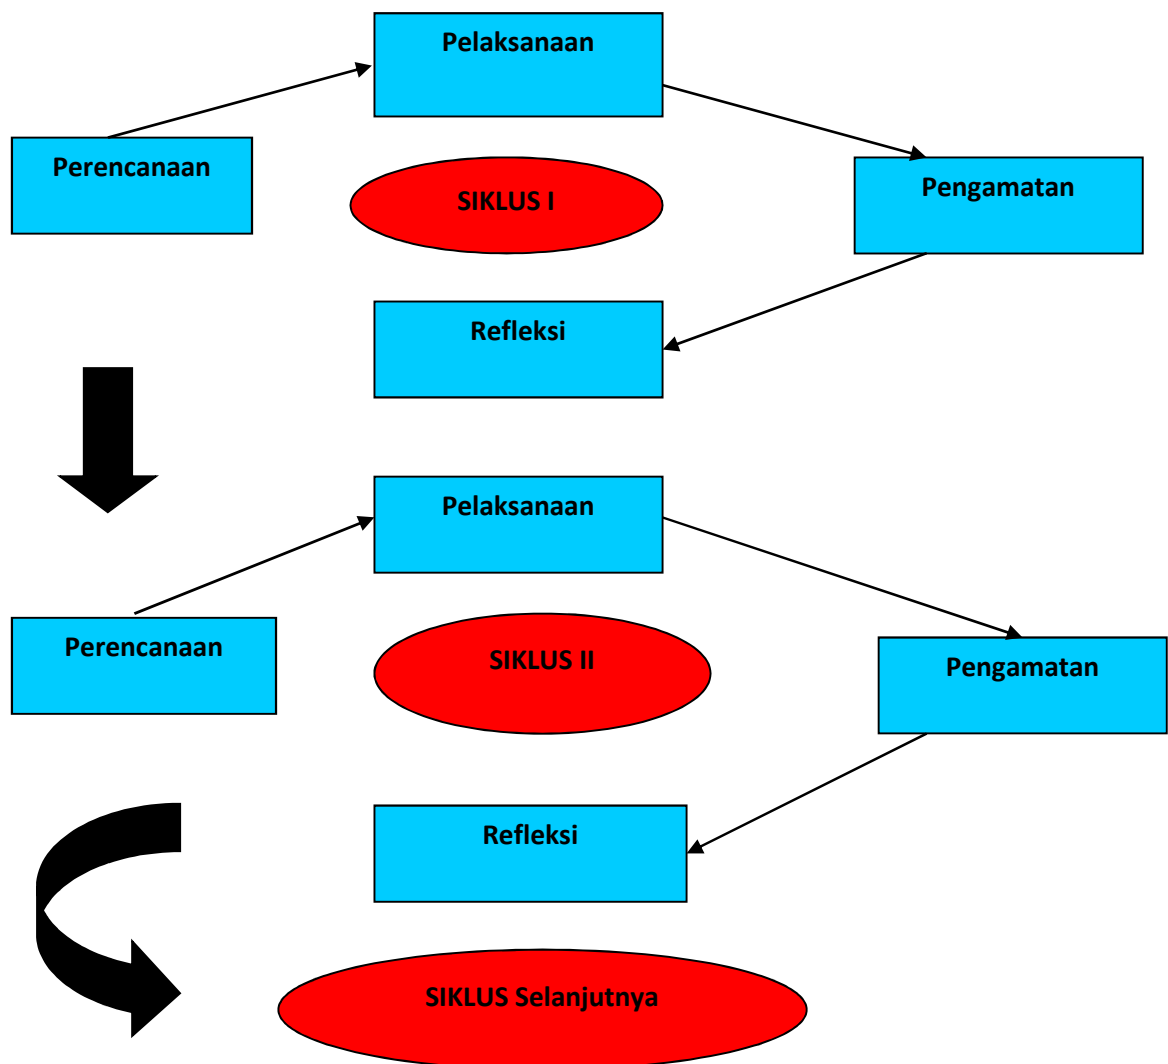 Pelaksanaan
Perencanaan
Pengamatan
SIKLUS I
Refleksi
Pelaksanaan
Perencanaan
SIKLUS II
Pengamatan
Refleksi
SIKLUS Selanjutnya